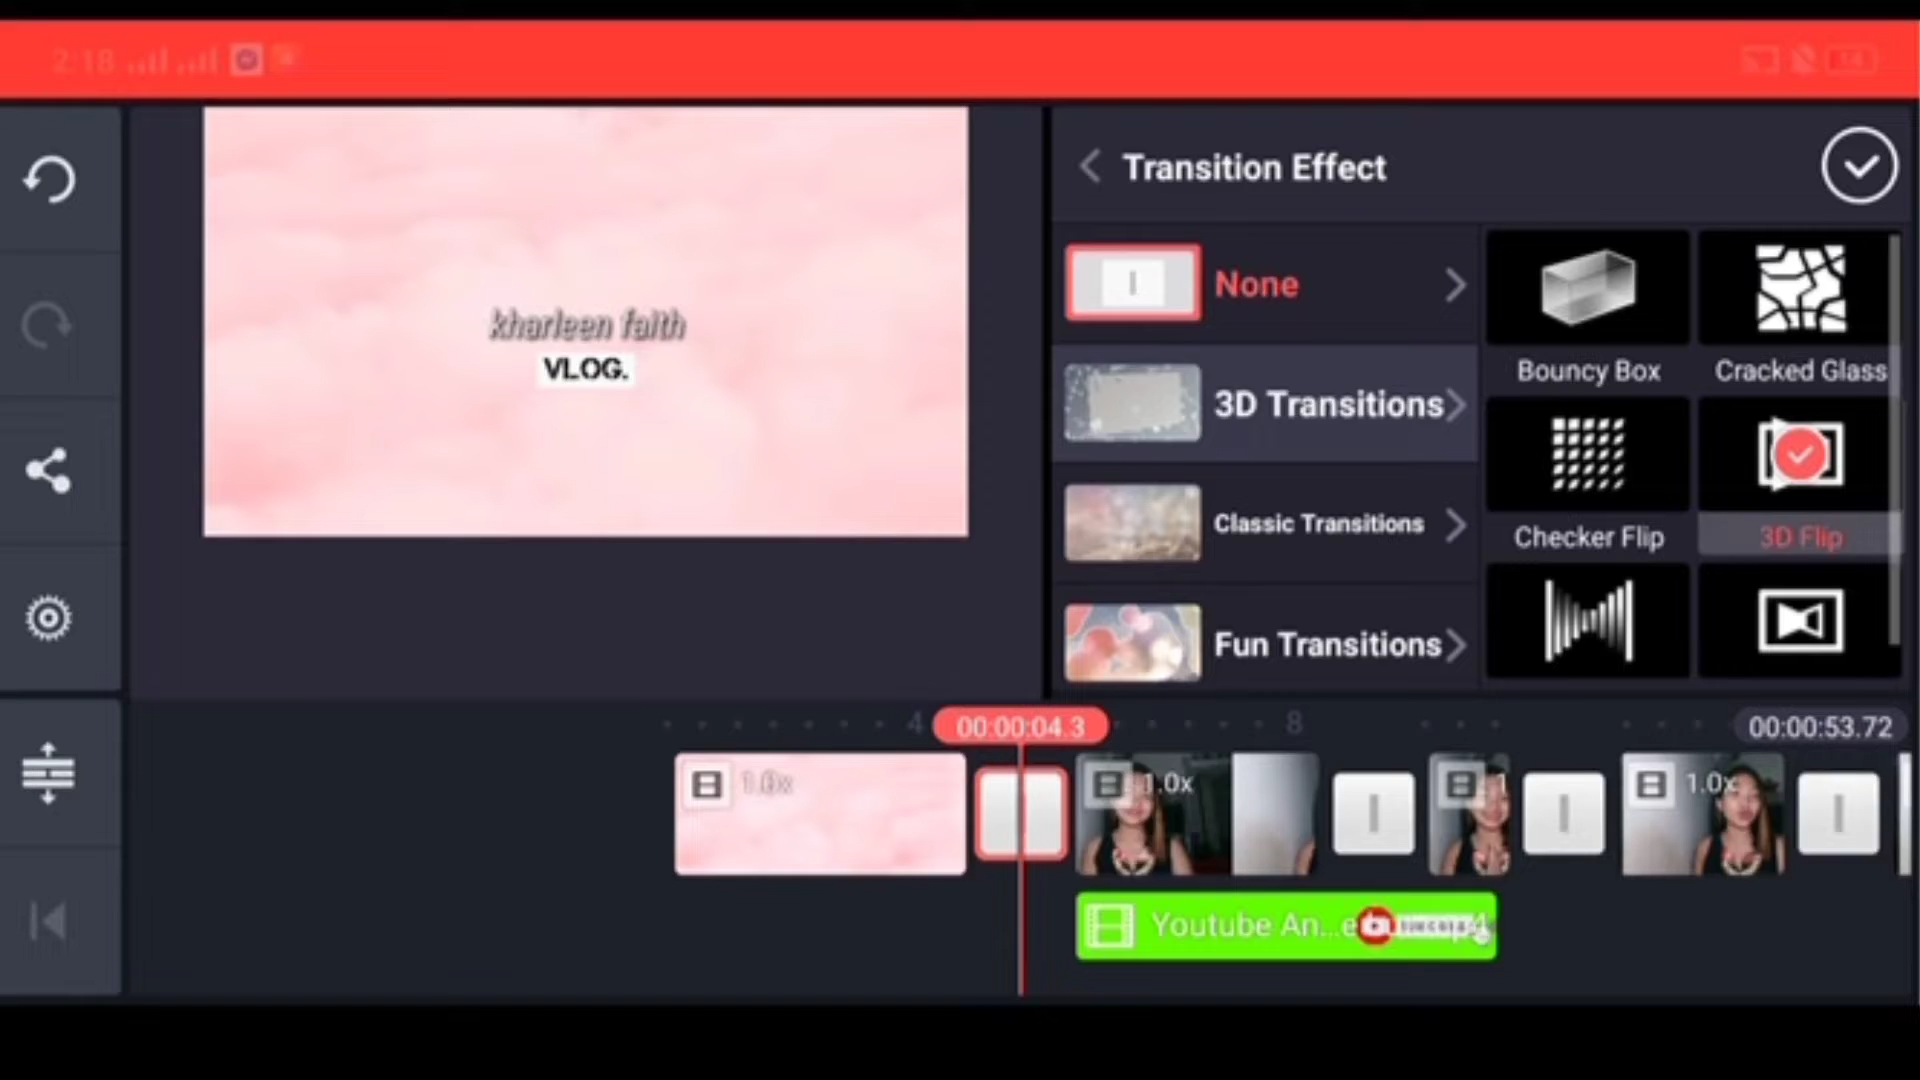 2:18
Transition Effect
kharleen faith
VLOG.
None
3D Transitions
Classic Transitions
Fun Transitions
Bouncy Box
Cracked Glass
Checker Flip
3D Flip
4
00:00:04.3
8
00:00:53.72
1.0x
1.0x
1
1.0x
Youtube An...e